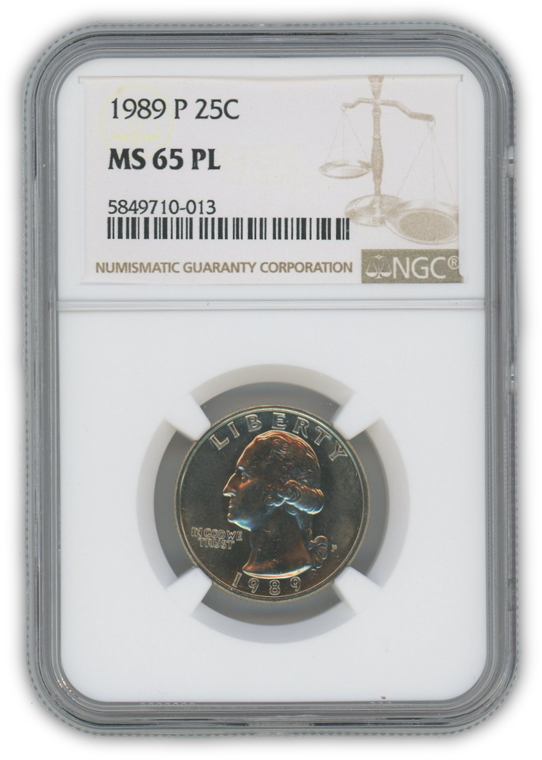 1989 P 25C
MS 65 PL
5849710-013
NUMISMATIC GUARANTY CORPORATION
NGC®
LIBERTY
IN GOD WE
TRUST
P
1989